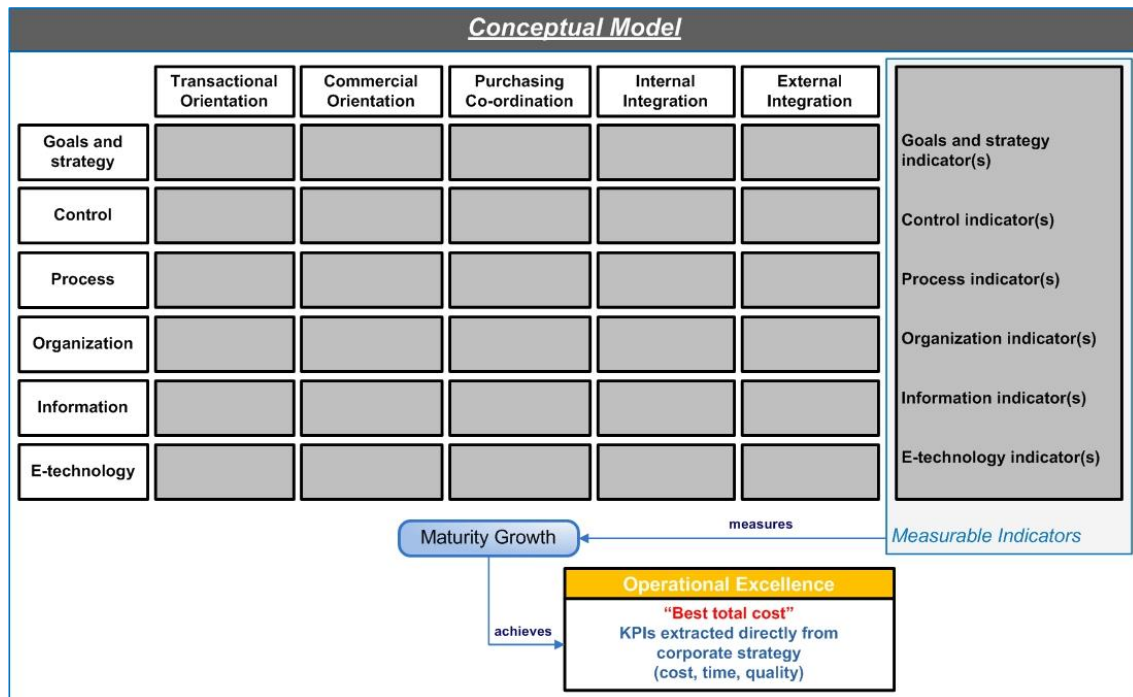 Conceptual Model
Transactional
Orientation
Commercial
Orientation
Purchasing
Co-ordination
Internal
Integration
External
Integration
Goals and
strategy
Goals and strategy
indicator(s)
Control
Control indicator(s)
Process
Process indicator(s)
Organization
Organization indicator(s)
Information
Information indicator(s)
E-technology
E-technology indicator(s)
measures
Maturity Growth
Measurable Indicators
achieves
Operational Excellence
“Best total cost”
KPIs extracted directly from
corporate strategy
(cost, time, quality)